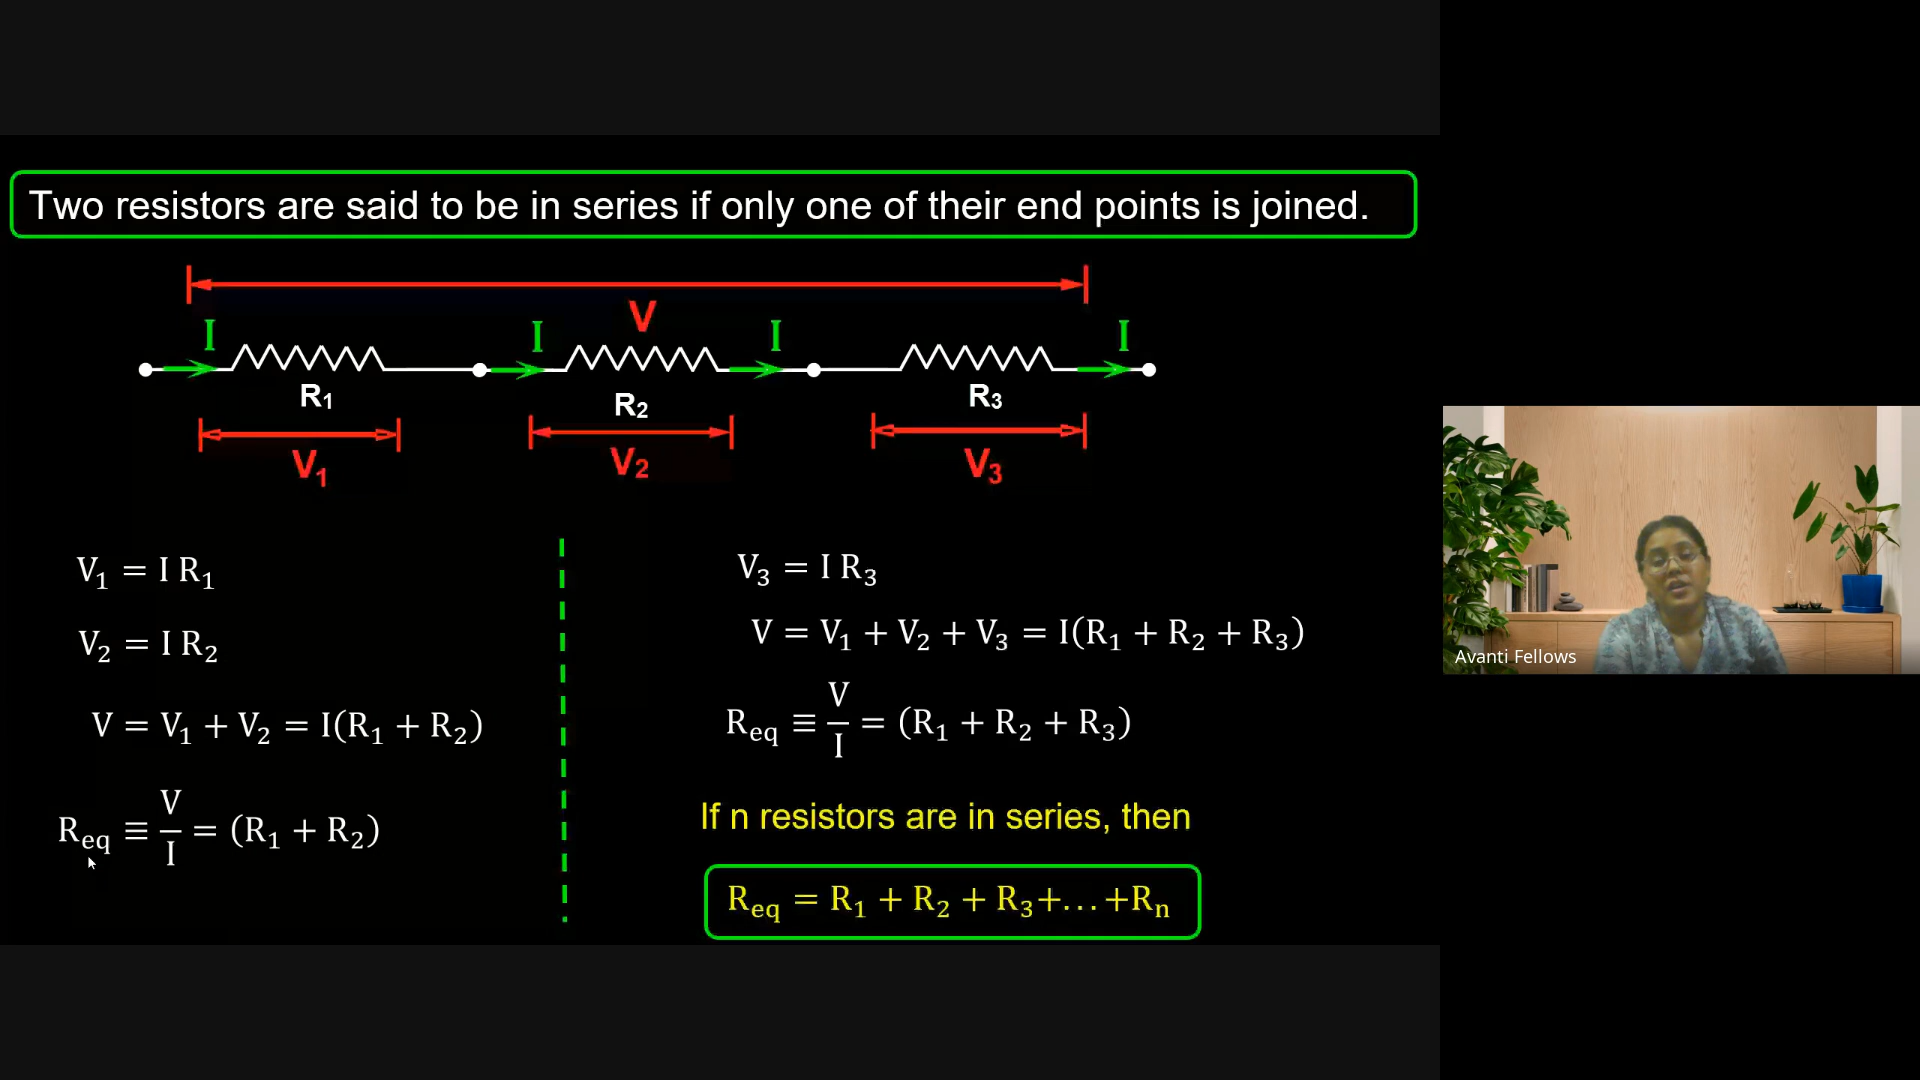 Two resistors are said to be in series if only one of their end points is joined.
V
I I I I
R₁ R₂ R₃
V₁ V₂ V₃
V₁ = I R₁
V₂ = I R₂
V = V₁ + V₂ = I(R₁ + R₂)
R_eq ≡ V/I = (R₁ + R₂)
V₃ = I R₃
V = V₁ + V₂ + V₃ = I(R₁ + R₂ + R₃)
R_eq ≡ V/I = (R₁ + R₂ + R₃)
If n resistors are in series, then
R_eq = R₁ + R₂ + R₃+...+Rₙ
Avanti Fellows